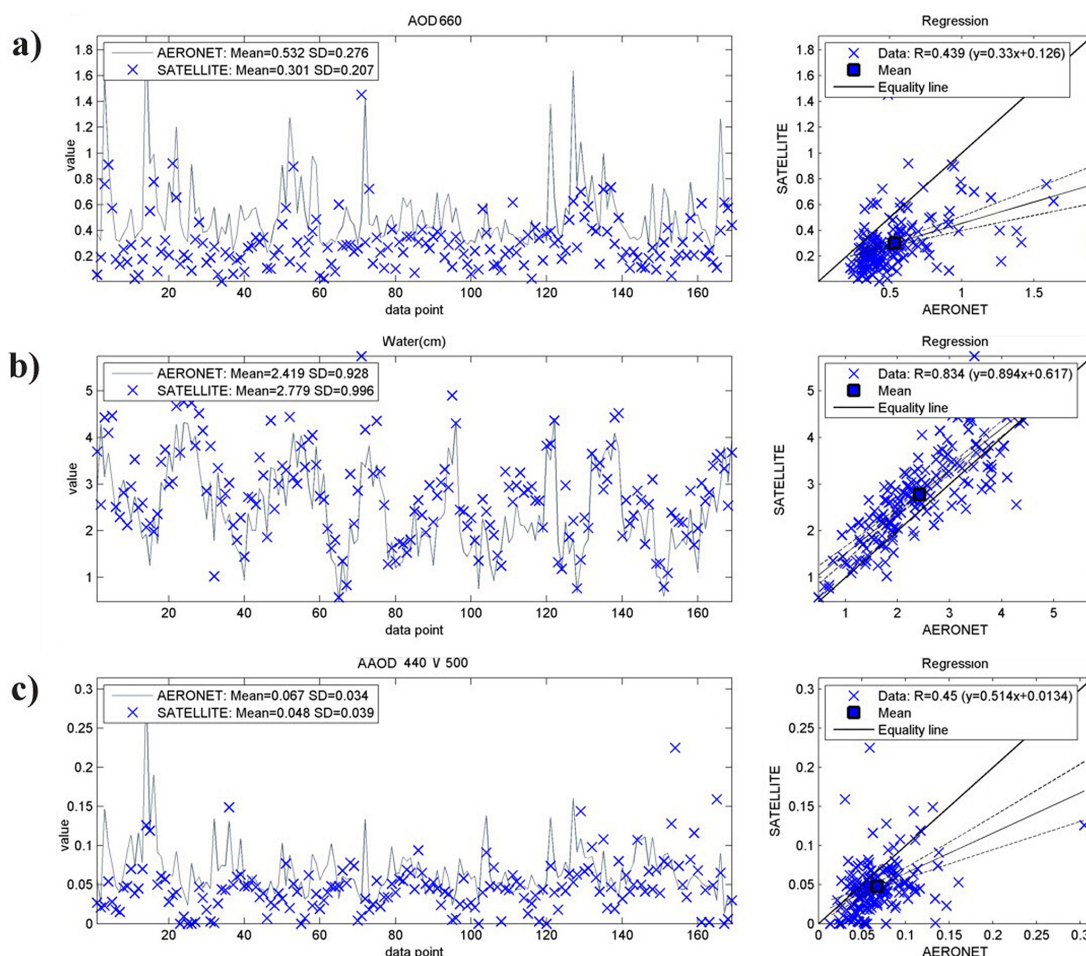 a)
AOD 660
AERONET: Mean=0.532 SD=0.276
SATELLITE: Mean=0.301 SD=0.207
value
1.8
1.6
1.4
1.2
1
0.8
0.6
0.4
0.2
20 40 60 80 100 120 140 160
data point
Regression
Data: R=0.439 (y=0.33x+0.126)
Mean
Equality line
SATELLITE
1.8
1.6
1.4
1.2
1
0.8
0.6
0.4
0.2
0.5 1 1.5
AERONET
b)
Water(cm)
AERONET: Mean=2.419 SD=0.928
SATELLITE: Mean=2.779 SD=0.996
value
5
4
3
2
1
20 40 60 80 100 120 140 160
data point
Regression
Data: R=0.834 (y=0.894x+0.617)
Mean
Equality line
SATELLITE
5
4
3
2
1
1 2 3 4 5
AERONET
c)
AAOD 440 V 500
AERONET: Mean=0.067 SD=0.034
SATELLITE: Mean=0.048 SD=0.039
value
0.3
0.25
0.2
0.15
0.1
0.05
0
20 40 60 80 100 120 140 160
data point
Regression
Data: R=0.45 (y=0.514x+0.0134)
Mean
Equality line
SATELLITE
0.3
0.25
0.2
0.15
0.1
0.05
0
0 0.05 0.1 0.15 0.2 0.25 0.3
AERONET